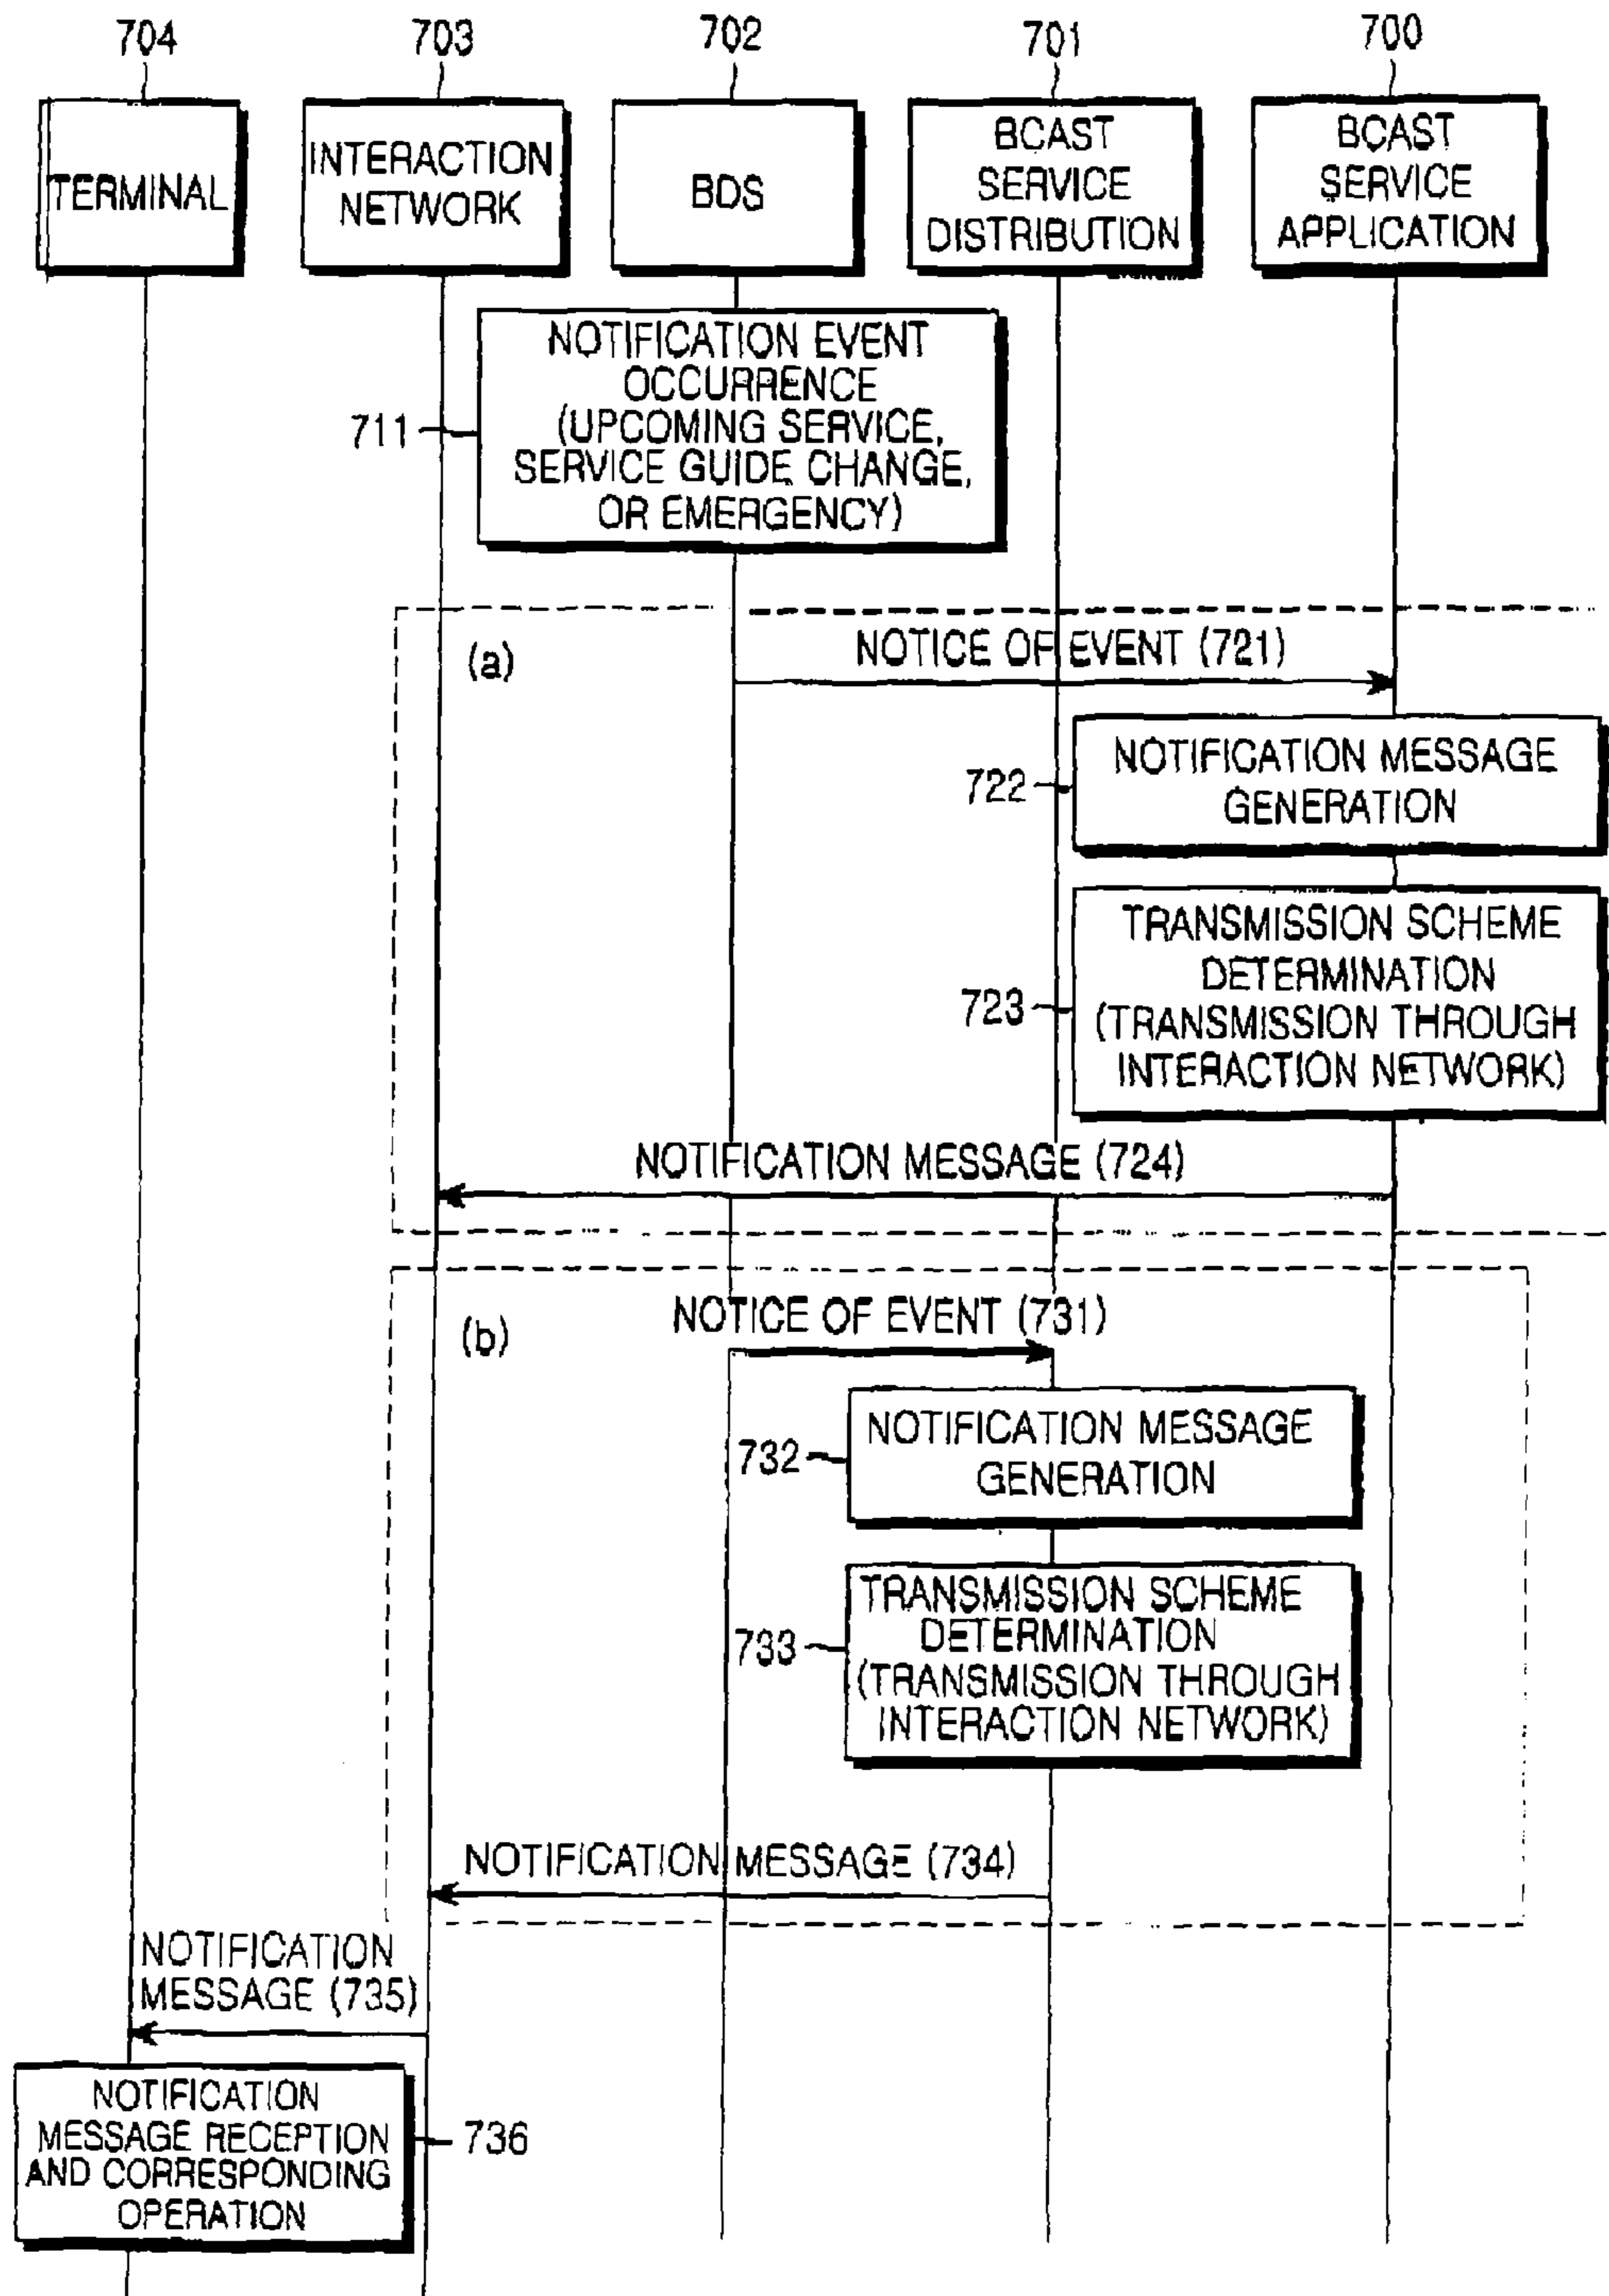 704
703
702
701
700
TERMINAL
INTERACTION
NETWORK
BDS
BCAST
SERVICE
DISTRIBUTION
BCAST
SERVICE
APPLICATION
711
NOTIFICATION EVENT
OCCURRENCE
(UPCOMING SERVICE,
SERVICE GUIDE CHANGE,
OR EMERGENCY)
(a)
NOTICE OF EVENT (721)
722
NOTIFICATION MESSAGE
GENERATION
723
TRANSMISSION SCHEME
DETERMINATION
(TRANSMISSION THROUGH
INTERACTION NETWORK)
NOTIFICATION MESSAGE (724)
(b)
NOTICE OF EVENT (731)
732
NOTIFICATION MESSAGE
GENERATION
733
TRANSMISSION SCHEME
DETERMINATION
(TRANSMISSION THROUGH
INTERACTION NETWORK)
NOTIFICATION MESSAGE (734)
NOTIFICATION
MESSAGE (735)
NOTIFICATION
MESSAGE RECEPTION
AND CORRESPONDING
OPERATION
736